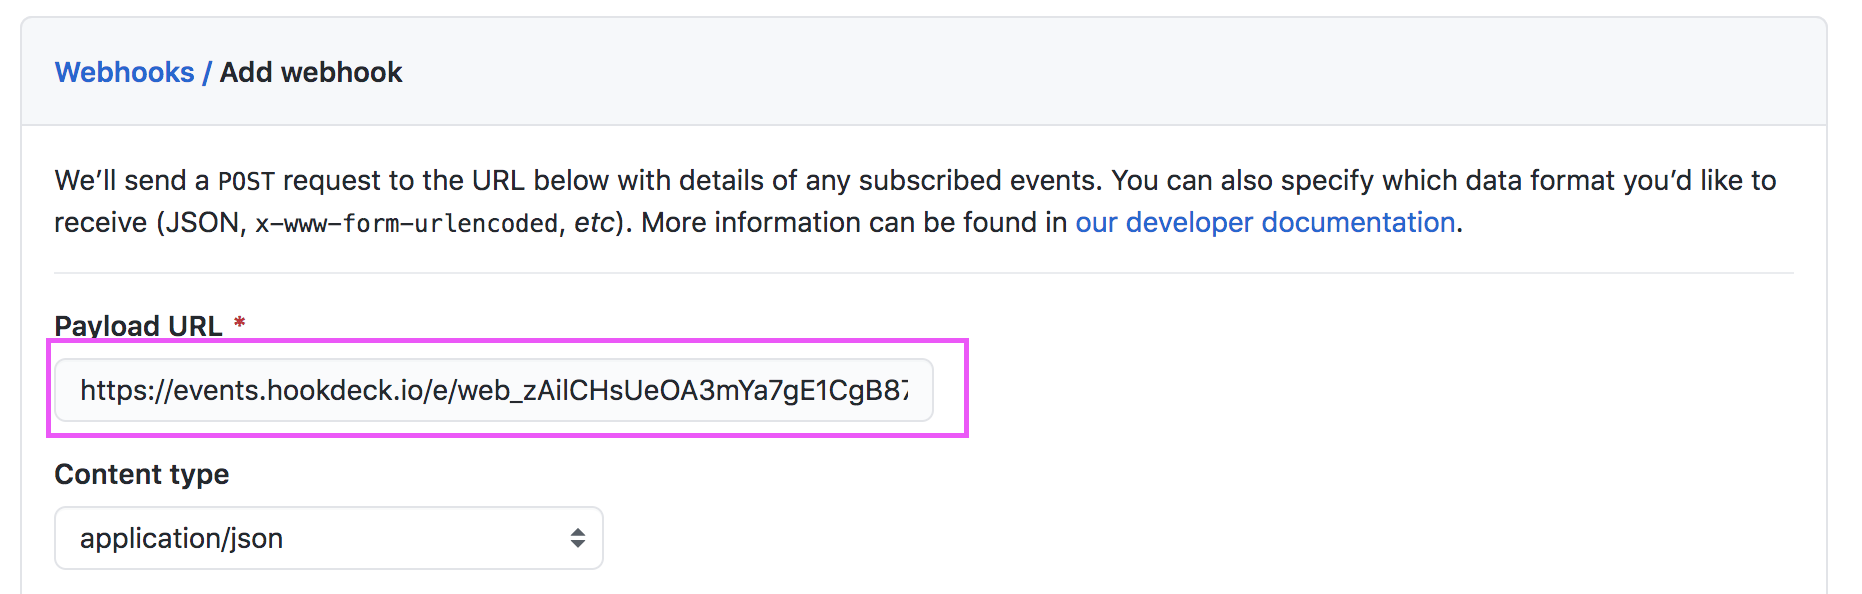 Webhooks / Add webhook
We’ll send a POST request to the URL below with details of any subscribed events. You can also specify which data format you’d like to
receive (JSON, x-www-form-urlencoded, etc). More information can be found in our developer documentation.
Payload URL *
https://events.hookdeck.io/e/web_zAilCHsUeOA3mYa7gE1CgB87
Content type
application/json